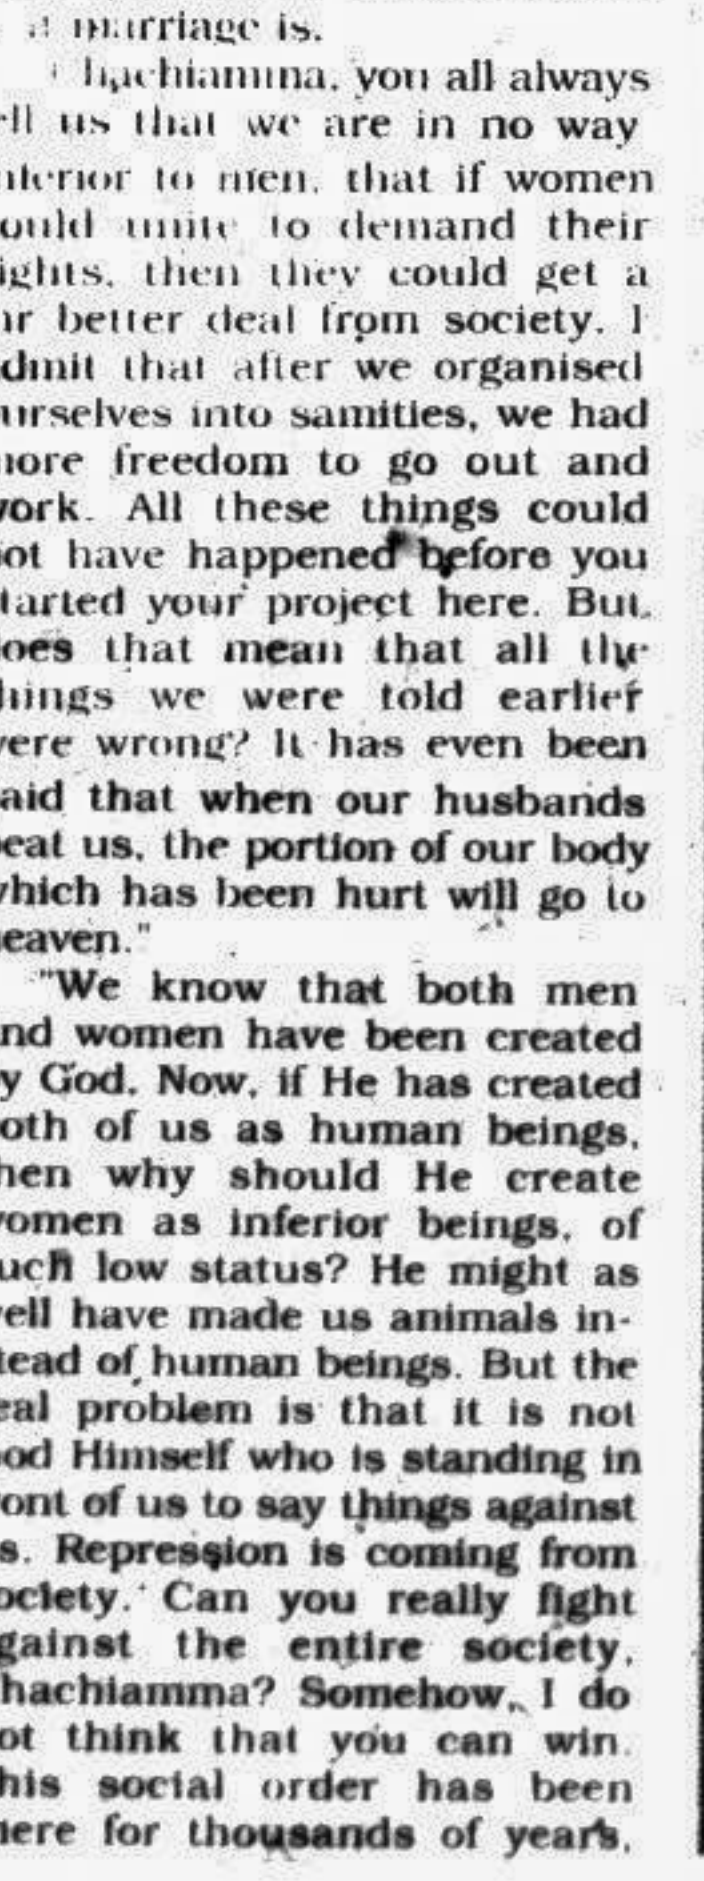 a marriage is.
hachiamma, you all always
ell us that we are in no way
nferior to men, that if women
ould unite to demand their
ights, then they could get a
ar better deal from society. I
dmit that after we organised
urselves into samities, we had
nore freedom to go out and
work. All these things could
ot have happened before you
tarted your project here. But,
oes that mean that all the
hings we were told earlier
were wrong? It has even been
aid that when our husbands
eat us, the portion of our body
which has been hurt will go to
eaven."
"We know that both men
nd women have been created
y God. Now, if He has created
oth of us as human beings,
hen why should He create
women as inferior beings, of
uch low status? He might as
ell have made us animals in-
tead of human beings. But the
eal problem is that it is not
od Himself who is standing in
ront of us to say things against
s. Repression is coming from
ociety. Can you really fight
gainst the entire society,
hachiamma? Somehow, I do
ot think that you can win.
his social order has been
here for thousands of years,